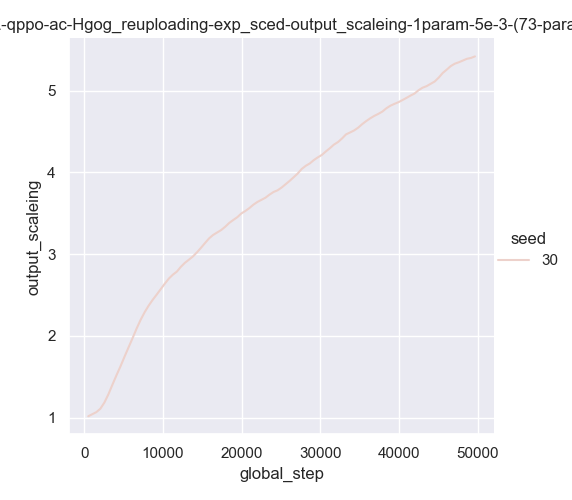 -qppo-ac-Hgog_reuploading-exp_sced-output_scaleing-1param-5e-3-(73-para
output_scaleing
5
4
3
2
1
0 10000 20000 30000 40000 50000
global_step
seed
30